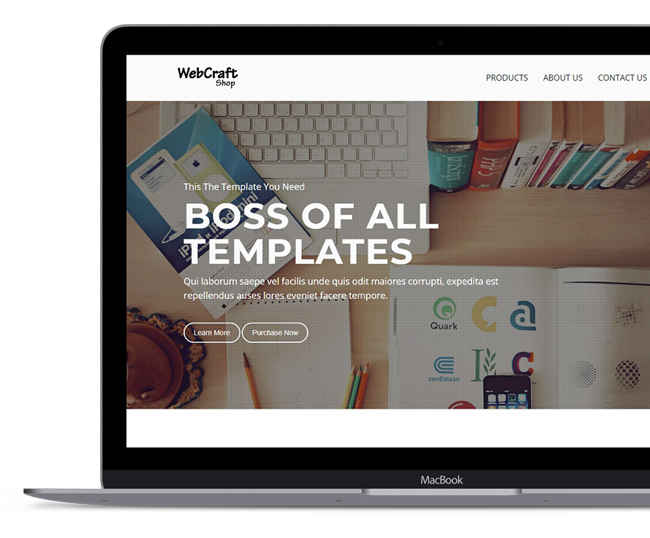 WebCraft
Shop
PRODUCTS ABOUT US CONTACT US
This The Template You Need
BOSS OF ALL
TEMPLATES
Qui laborum saepe vel facilis unde quis odit maiores corrupti, expedita est
repellendus auses lores eveniet facere tempore.
Learn More Purchase Now
Quark
MacBook